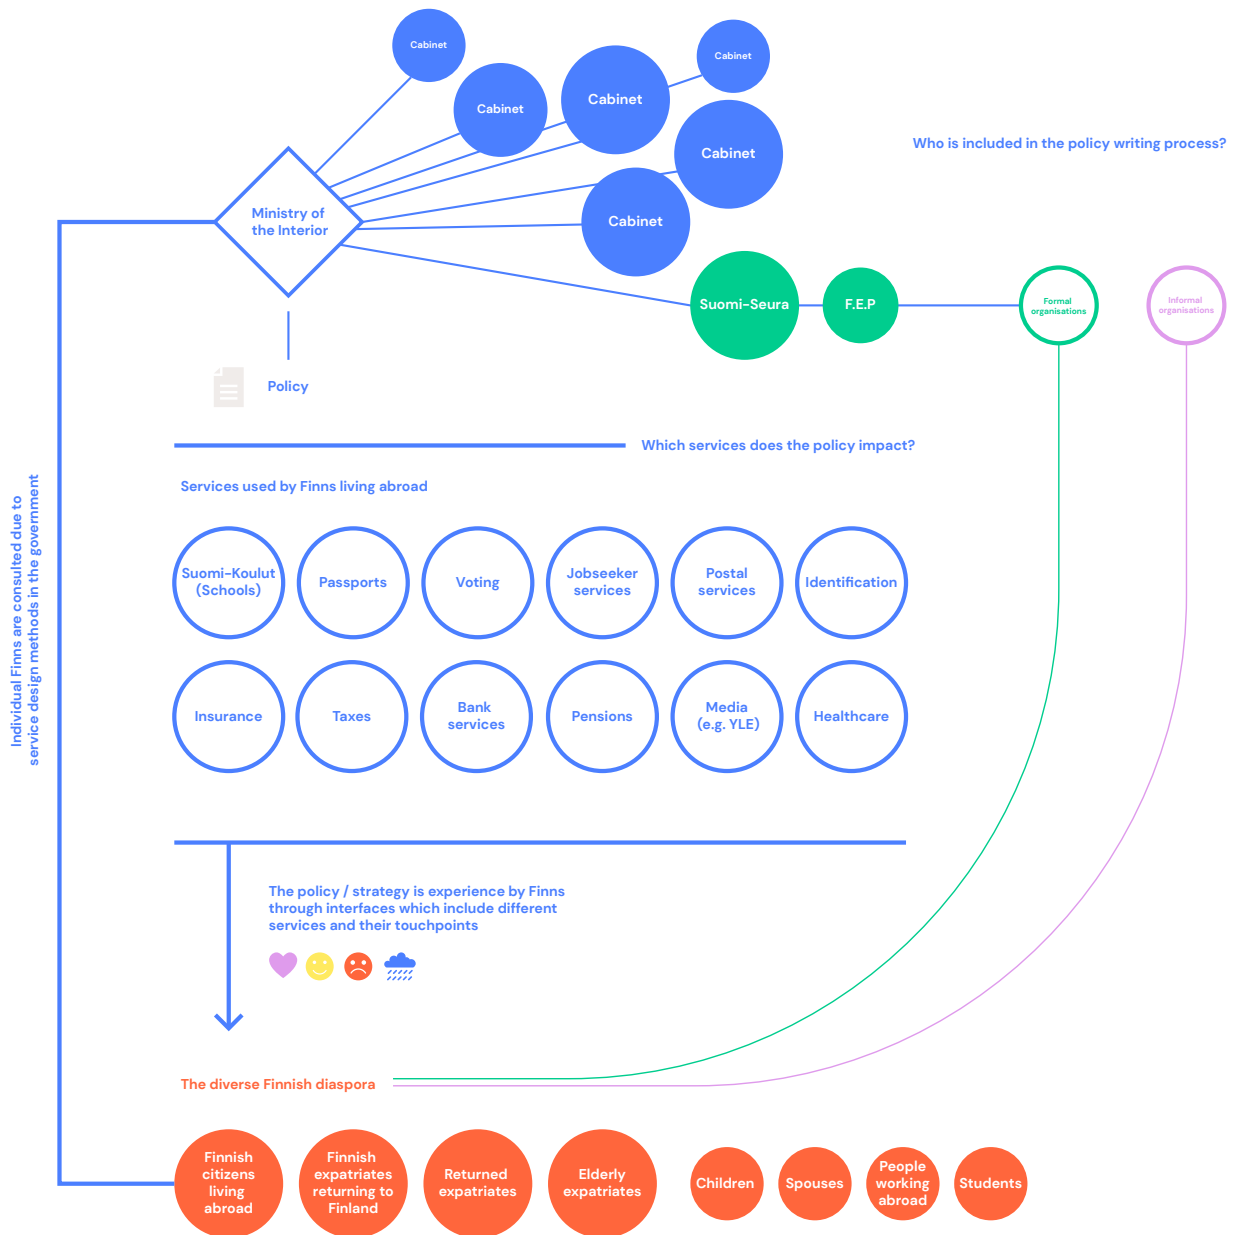 Cabinet
Cabinet
Cabinet
Cabinet
Cabinet
Cabinet
Who is included in the policy writing process?
Ministry of
the Interior
Suomi-Seura
F.E.P
Formal
organisations
Informal
organisations
Policy
Which services does the policy impact?
Services used by Finns living abroad
Suomi-Koulut
(Schools)
Passports
Voting
Jobseeker
services
Postal
services
Identification
Insurance
Taxes
Bank
services
Pensions
Media
(e.g. YLE)
Healthcare
Individual Finns are consulted due to
service design methods in the government
The policy / strategy is experience by Finns
through interfaces which include different
services and their touchpoints
The diverse Finnish diaspora
Finnish
citizens
living
abroad
Finnish
expatriates
returning to
Finland
Returned
expatriates
Elderly
expatriates
Children
Spouses
People
working
abroad
Students